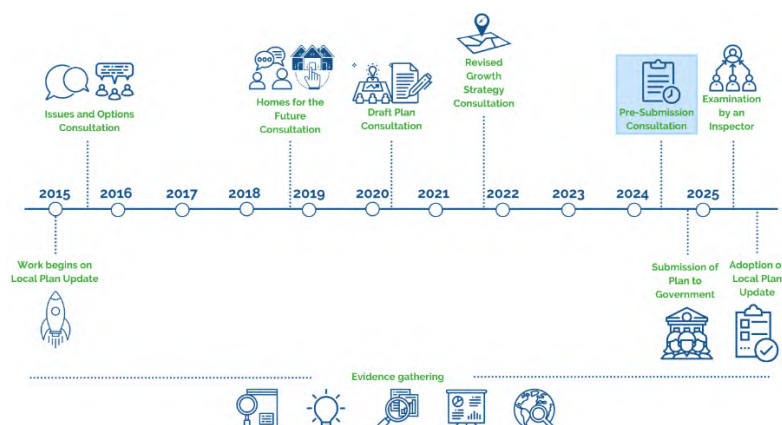 Issues and Options
Consultation
Homes for the
Future
Consultation
Draft Plan
Consultation
Revised
Growth
Strategy
Consultation
Pre-Submission
Consultation
Examination
by an
Inspector
2015
2016
2017
2018
2019
2020
2021
2022
2023
2024
2025
Work begins on
Local Plan Update
Submission of
Plan to
Government
Adoption o
Local Plan
Update
Evidence gathering